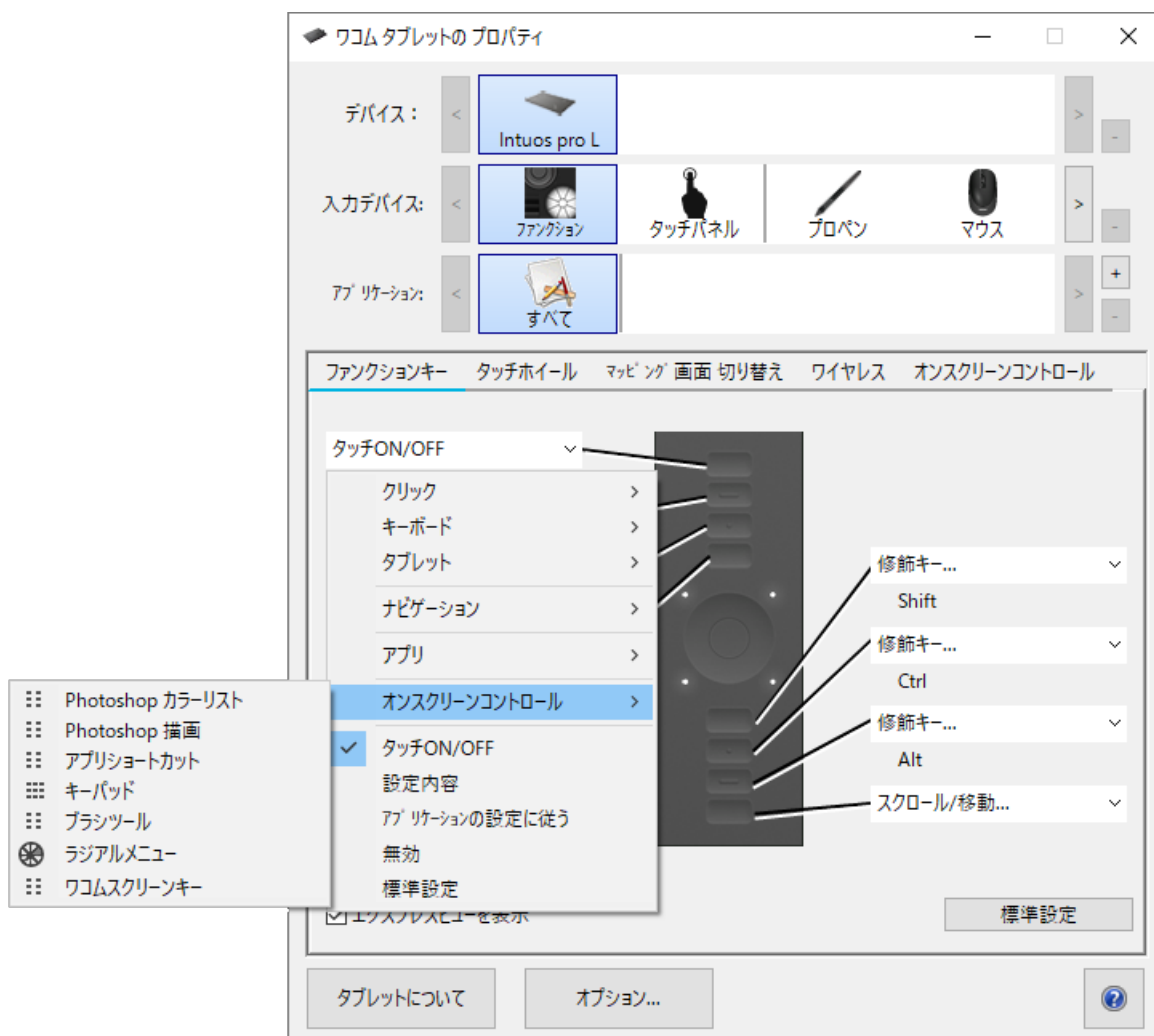 ワコム タブレットの プロパティ
デバイス：
Intuos pro L
入力デバイス:
ファンクション
タッチパネル
プロペン
マウス
アプリケーション:
すべて
ファンクションキー タッチホイール マッピング 画面 切り替え ワイヤレス オンスクリーンコントロール
タッチON/OFF
クリック
キーボード
タブレット
ナビゲーション
アプリ
オンスクリーンコントロール
タッチON/OFF
設定内容
アプリケーションの設定に従う
無効
標準設定
Photoshop カラーリスト
Photoshop 描画
アプリショートカット
キーパッド
ブラシツール
ラジアルメニュー
ワコムスクリーンキー
修飾キー...
Shift
修飾キー...
Ctrl
修飾キー...
Alt
スクロール/移動...
エクスプレスビューを表示
標準設定
タブレットについて
オプション...